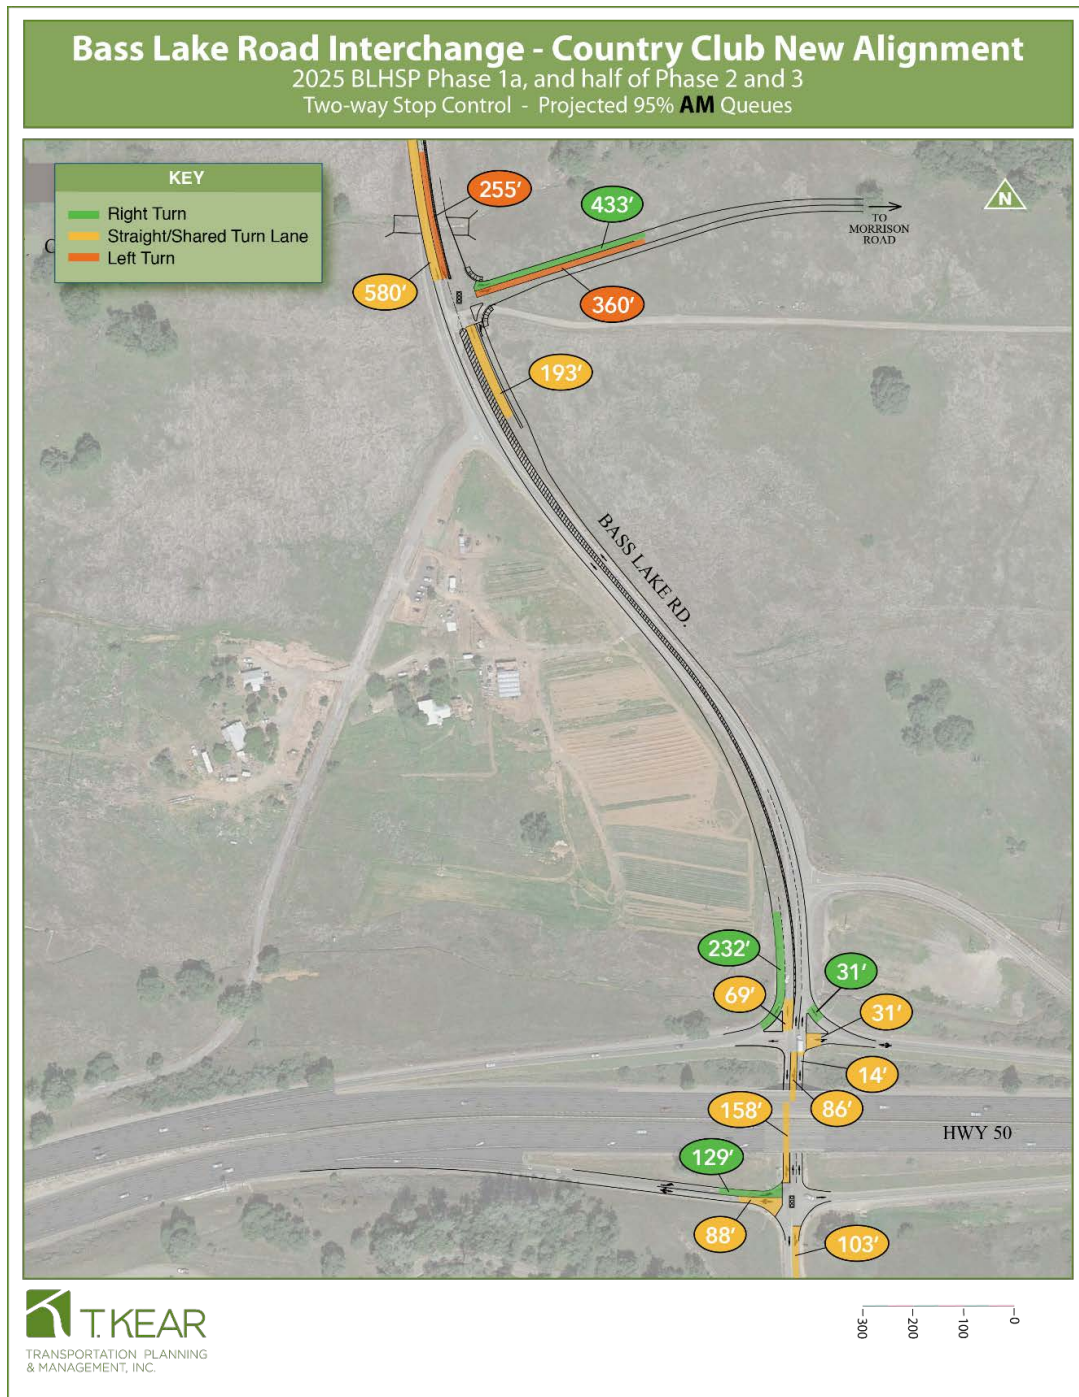 Bass Lake Road Interchange - Country Club New Alignment
2025 BLHSP Phase 1a, and half of Phase 2 and 3
Two-way Stop Control - Projected 95% AM Queues
KEY
Right Turn
Straight/Shared Turn Lane
Left Turn
C
255'
433'
N
TO
MORRISON
ROAD
580'
360'
193'
BASS LAKE RD.
232'
31'
69'
31'
14'
158'
86'
HWY 50
129'
88'
103'
T. KEAR
TRANSPORTATION PLANNING
& MANAGEMENT, INC.
300
200
100
0